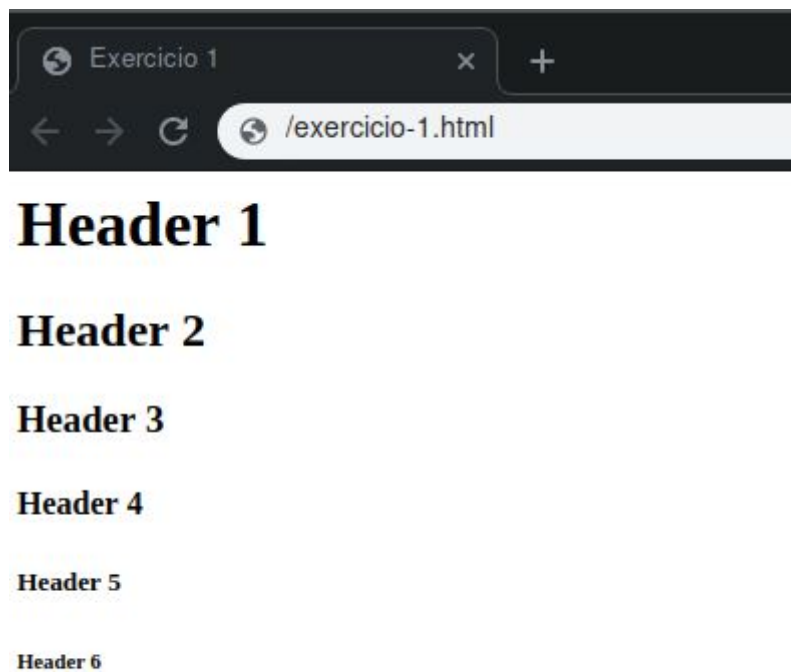 Exercicio 1
/exercicio-1.html
Header 1
Header 2
Header 3
Header 4
Header 5
Header 6